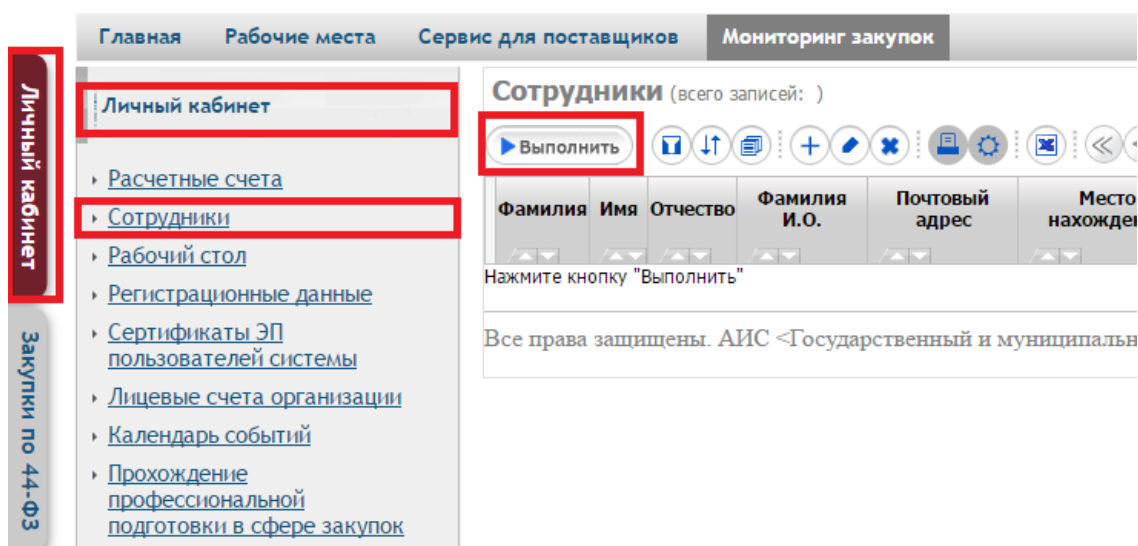 Главная Рабочие места Сервис для поставщиков Мониторинг закупок
Личный кабинет
Закупки по 44-ФЗ
Личный кабинет
Расчетные счета
Сотрудники
Рабочий стол
Регистрационные данные
Сертификаты ЭП
пользователей системы
Лицевые счета организации
Календарь событий
Прохождение
профессиональной
подготовки в сфере закупок
Сотрудники (всего записей: )
Выполнить
Фамилия Имя Отчество Фамилия Почтовый Место
И.О. адрес нахожден
Нажмите кнопку "Выполнить"
Все права защищены. АИС <Государственный и муниципальн